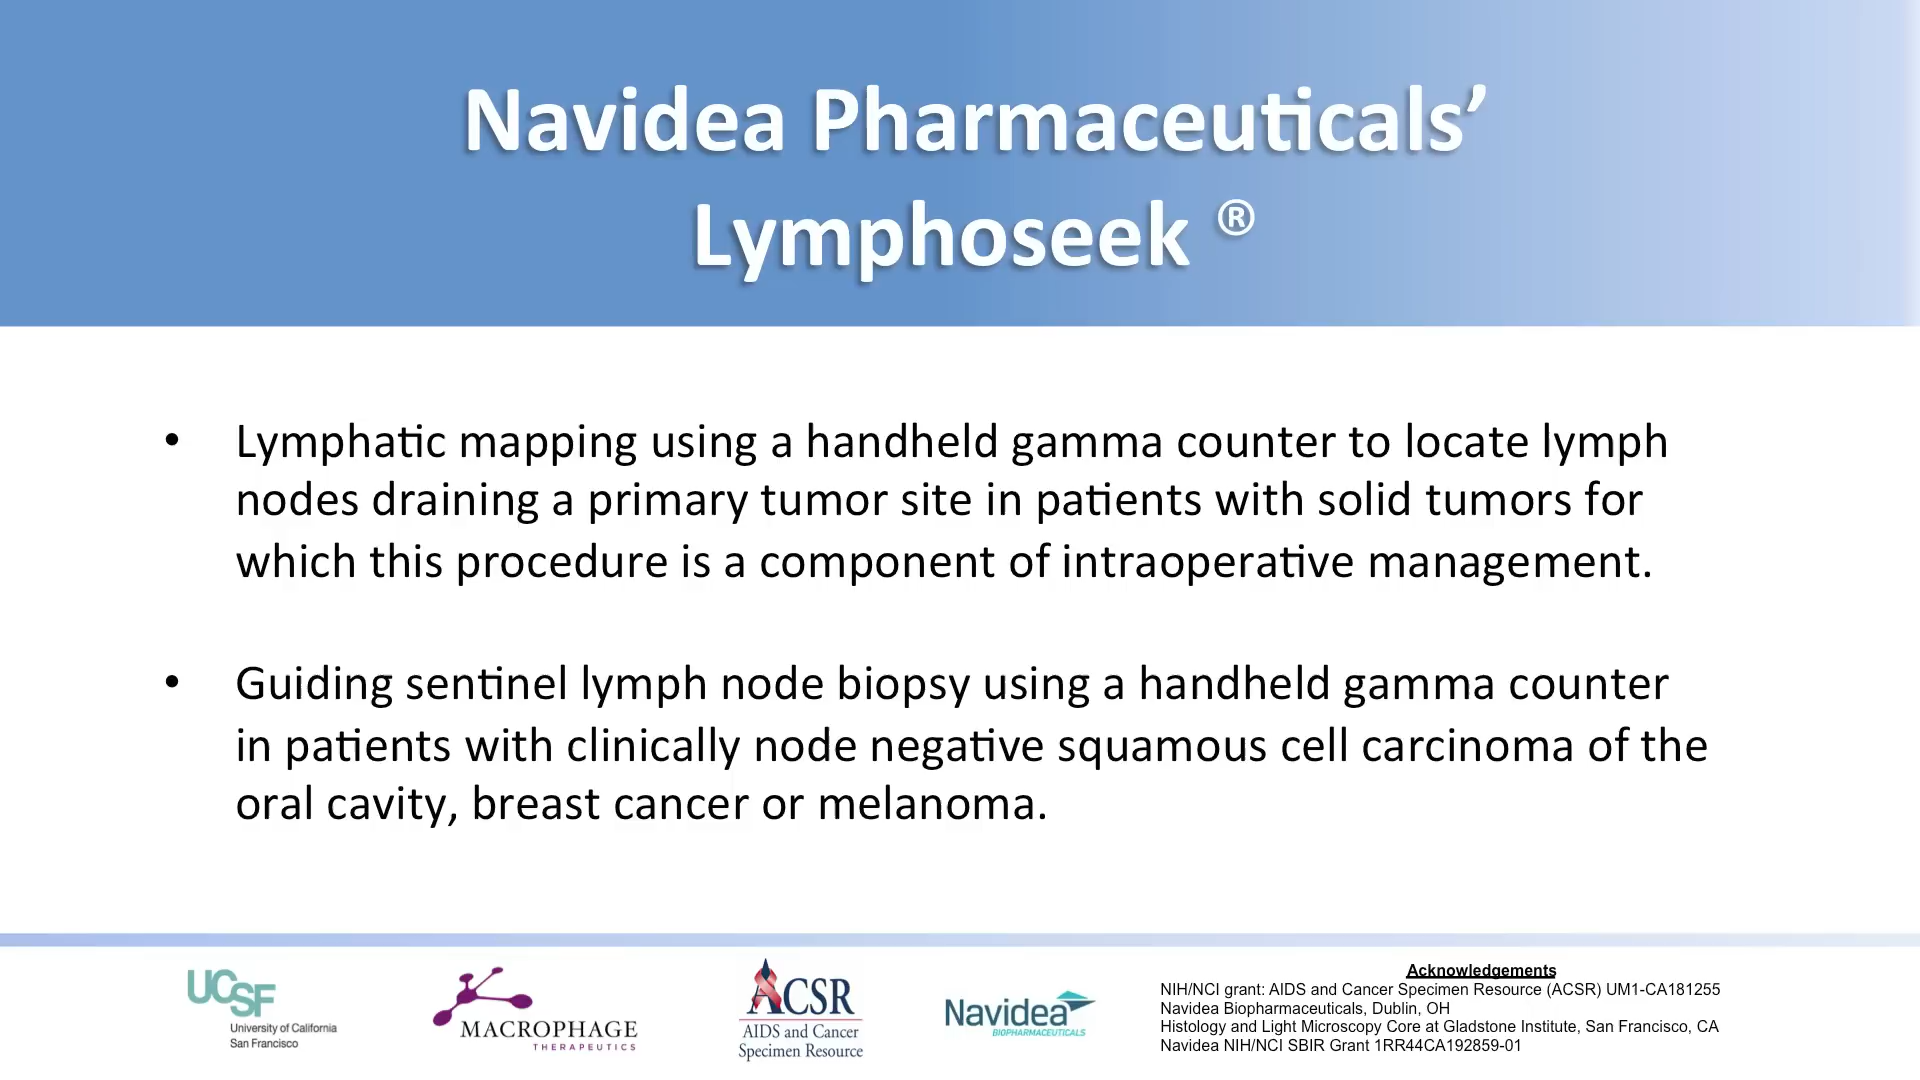 Navidea Pharmaceuticals’
Lymphoseek ®
• Lymphatic mapping using a handheld gamma counter to locate lymph
nodes draining a primary tumor site in patients with solid tumors for
which this procedure is a component of intraoperative management.
• Guiding sentinel lymph node biopsy using a handheld gamma counter
in patients with clinically node negative squamous cell carcinoma of the
oral cavity, breast cancer or melanoma.
UCSF
University of California
San Francisco
MACROPHAGE
THERAPEUTICS
ACSR
AIDS and Cancer
Specimen Resource
Navidea
BIOPHARMACEUTICALS
Acknowledgements
NIH/NCI grant: AIDS and Cancer Specimen Resource (ACSR) UM1-CA181255
Navidea Biopharmaceuticals, Dublin, OH
Histology and Light Microscopy Core at Gladstone Institute, San Francisco, CA
Navidea NIH/NCI SBIR Grant 1RR44CA192859-01